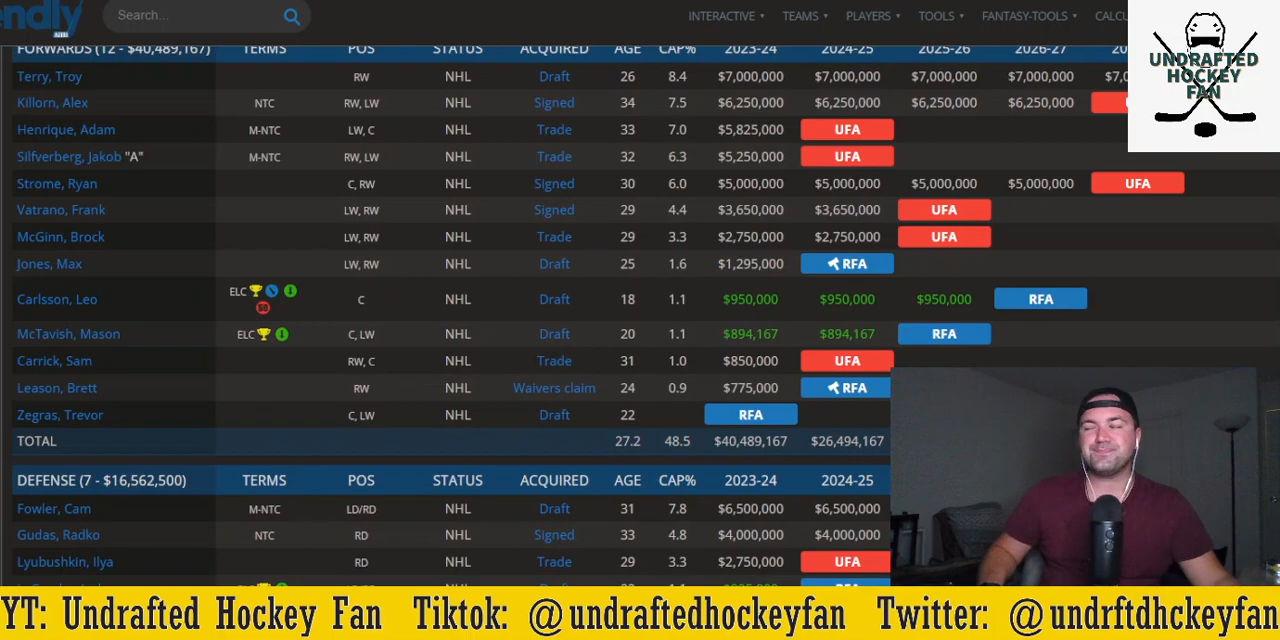 endly
Search...
INTERACTIVE TEAMS PLAYERS TOOLS FANTASY-TOOLS CALCU
UNDRAFTED
HOCKEY
FAN
FORWARDS (12 - $40,489,167) TERMS POS STATUS ACQUIRED AGE CAP% 2023-24 2024-25 2025-26 2026-27
Terry, Troy RW NHL Draft 26 8.4 $7,000,000 $7,000,000 $7,000,000 $7,000,000
Killorn, Alex NTC RW, LW NHL Signed 34 7.5 $6,250,000 $6,250,000 $6,250,000 $6,250,000
Henrique, Adam M-NTC LW, C NHL Trade 33 7.0 $5,825,000 UFA
Silfverberg, Jakob "A" M-NTC RW, LW NHL Trade 32 6.3 $5,250,000 UFA
Strome, Ryan C, RW NHL Signed 30 6.0 $5,000,000 $5,000,000 $5,000,000 $5,000,000 UFA
Vatrano, Frank LW, RW NHL Signed 29 4.4 $3,650,000 $3,650,000 UFA
McGinn, Brock LW, RW NHL Trade 29 3.3 $2,750,000 $2,750,000 UFA
Jones, Max LW, RW NHL Draft 25 1.6 $1,295,000 RFA
Carlsson, Leo ELC C NHL Draft 18 1.1 $950,000 $950,000 $950,000 RFA
McTavish, Mason ELC C, LW NHL Draft 20 1.1 $894,167 $894,167 RFA
Carrick, Sam RW, C NHL Trade 31 1.0 $850,000 UFA
Leason, Brett RW NHL Waivers claim 24 0.9 $775,000 RFA
Zegras, Trevor C, LW NHL Draft 22 RFA
TOTAL 27.2 48.5 $40,489,167 $26,494,167
DEFENSE (7 - $16,562,500) TERMS POS STATUS ACQUIRED AGE CAP% 2023-24 2024-25
Fowler, Cam M-NTC LD/RD NHL Draft 31 7.8 $6,500,000 $6,500,000
Gudas, Radko NTC RD NHL Signed 33 4.8 $4,000,000 $4,000,000
Lyubushkin, Ilya RD NHL Trade 29 3.3 $2,750,000 UFA
YT: Undrafted Hockey Fan Tiktok: @undraftedhockeyfan Twitter: @undrftdhckeyfan